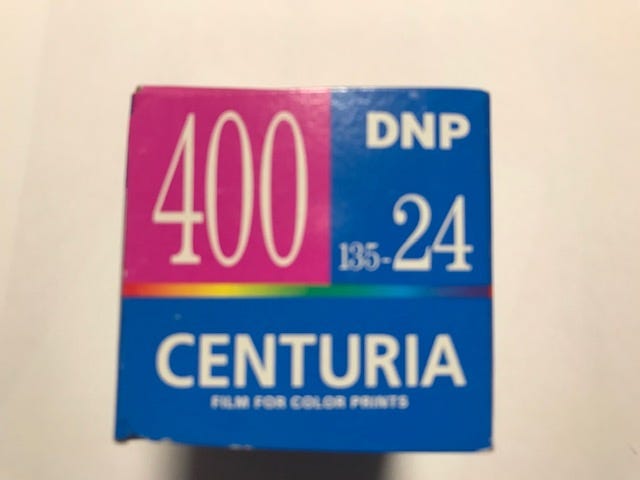 400
DNP
135-24
CENTURIA
FILM FOR COLOR PRINTS